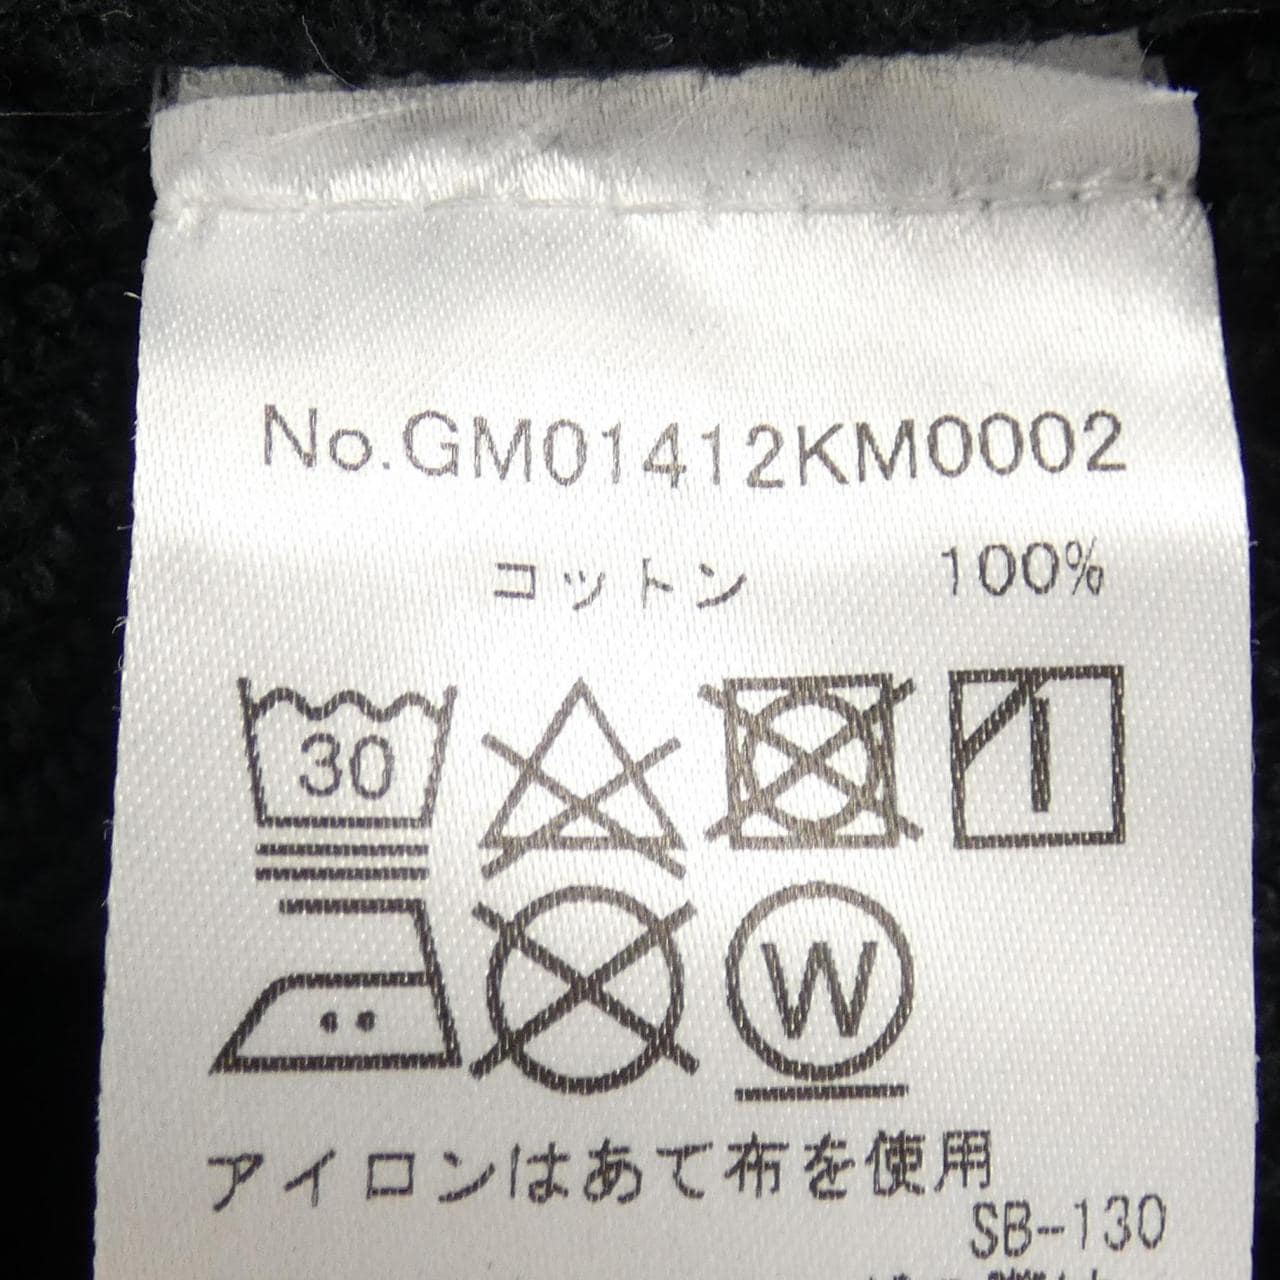 No.GM01412KM0002
コットン 100%
30
W
アイロンはあて布を使用
SB-130